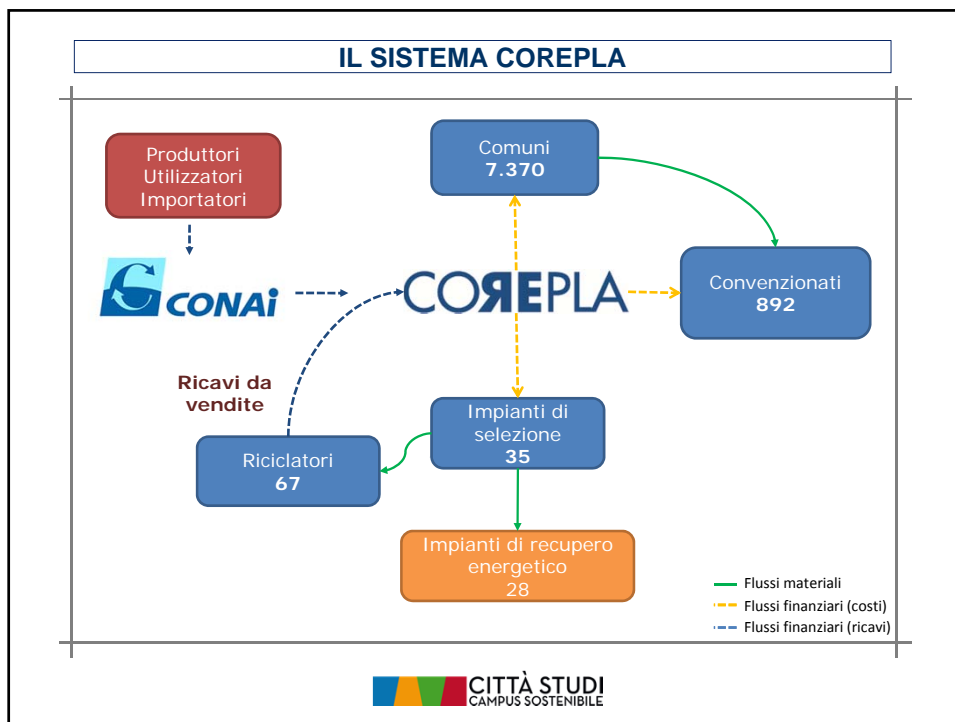 IL SISTEMA COREPLA
Produttori
Utilizzatori
Importatori
Comuni
7.370
CONAi
COREPLA
Convenzionati
892
Ricavi da
vendite
Impianti di
selezione
35
Riciclatori
67
Impianti di recupero
energetico
28
Flussi materiali
Flussi finanziari (costi)
Flussi finanziari (ricavi)
CITTÀ STUDI
CAMPUS SOSTENIBILE